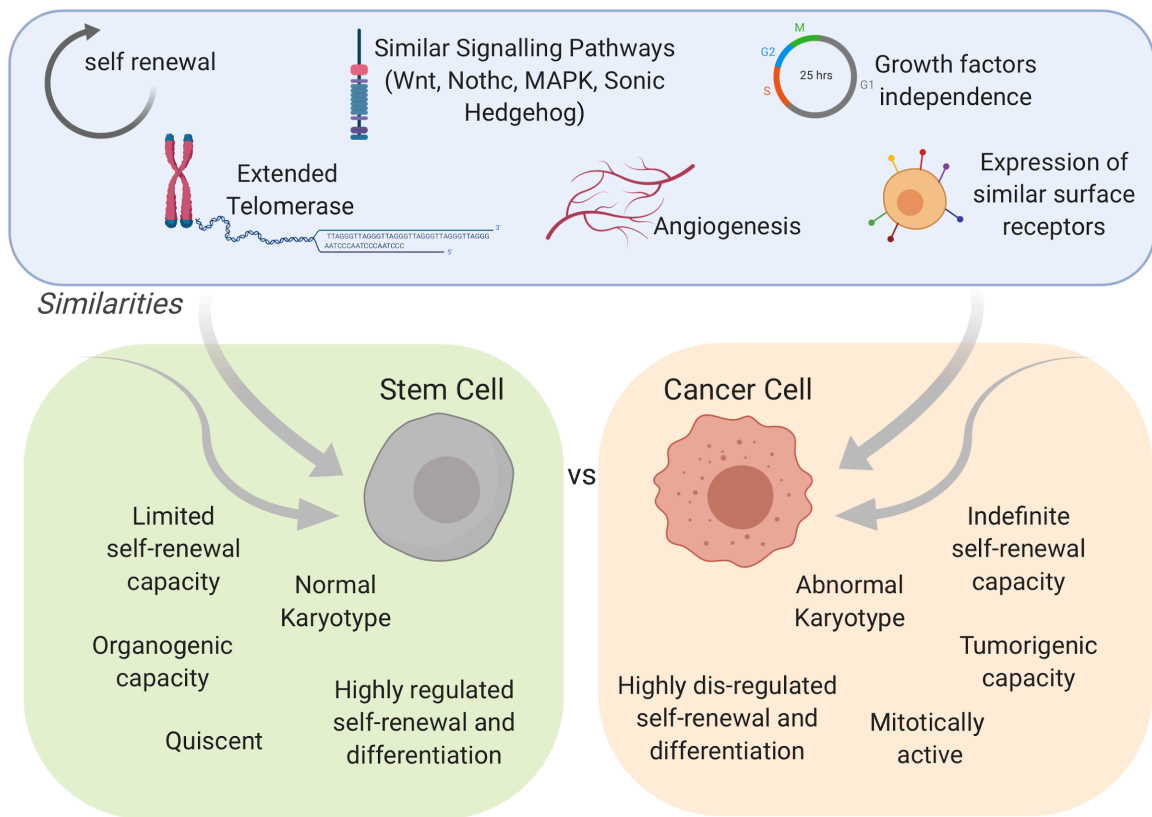 self renewal
Similar Signalling Pathways
(Wnt, Nothc, MAPK, Sonic
Hedgehog)
M
G2
S
G1
25 hrs
Growth factors
independence
Extended
Telomerase
3'
TTAGGGTTAGGGTTAGGGTTAGGGTTAGGGTTAGGG
AATCCCAATCCCAATCCC
5'
Angiogenesis
Expression of
similar surface
receptors
Similarities
Stem Cell
Limited
self-renewal
capacity
Normal
Karyotype
Organogenic
capacity
Highly regulated
self-renewal and
differentiation
Quiscent
vs
Cancer Cell
Indefinite
self-renewal
capacity
Abnormal
Karyotype
Tumorigenic
capacity
Highly dis-regulated
self-renewal and
differentiation
Mitotically
active